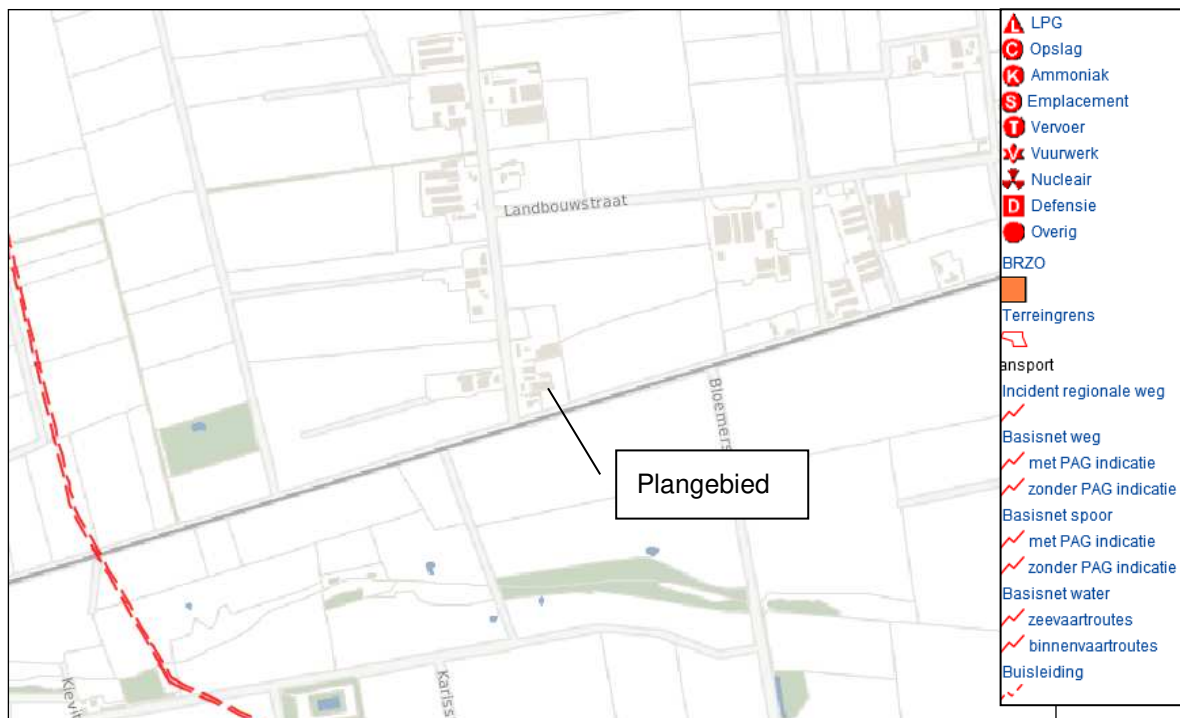 Landbouwstraat
Bloemers
Plangebied
Klevit
Kariss
L LPG
C Opslag
K Ammoniak
S Emplacement
T Vervoer
V Vuurwerk
Nucleair
D Defensie
Overig
BRZO
Terreingrens
ansport
Incident regionale weg
Basisnet weg
met PAG indicatie
zonder PAG indicatie
Basisnet spoor
met PAG indicatie
zonder PAG indicatie
Basisnet water
zeevaartroutes
binnenvaartroutes
Buisleiding